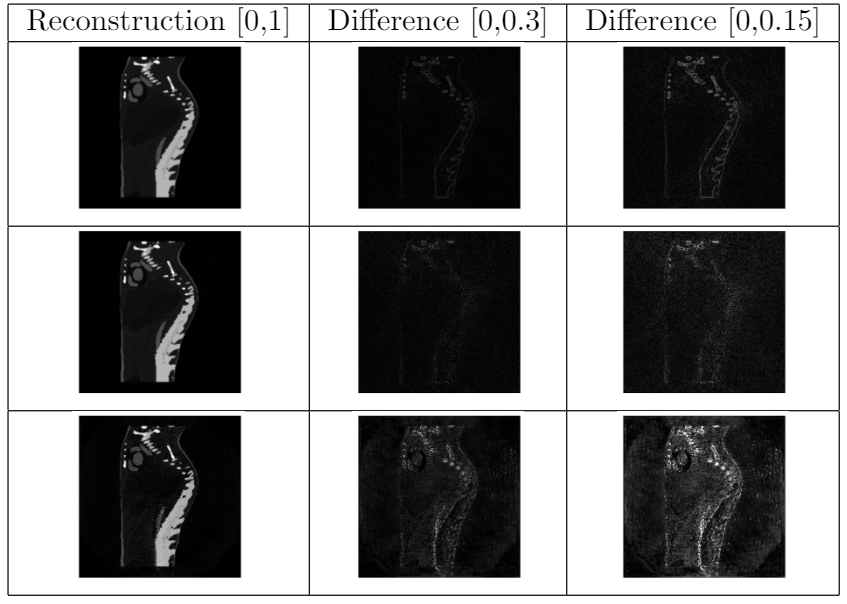 Reconstruction [0,1] Difference [0,0.3] Difference [0,0.15]